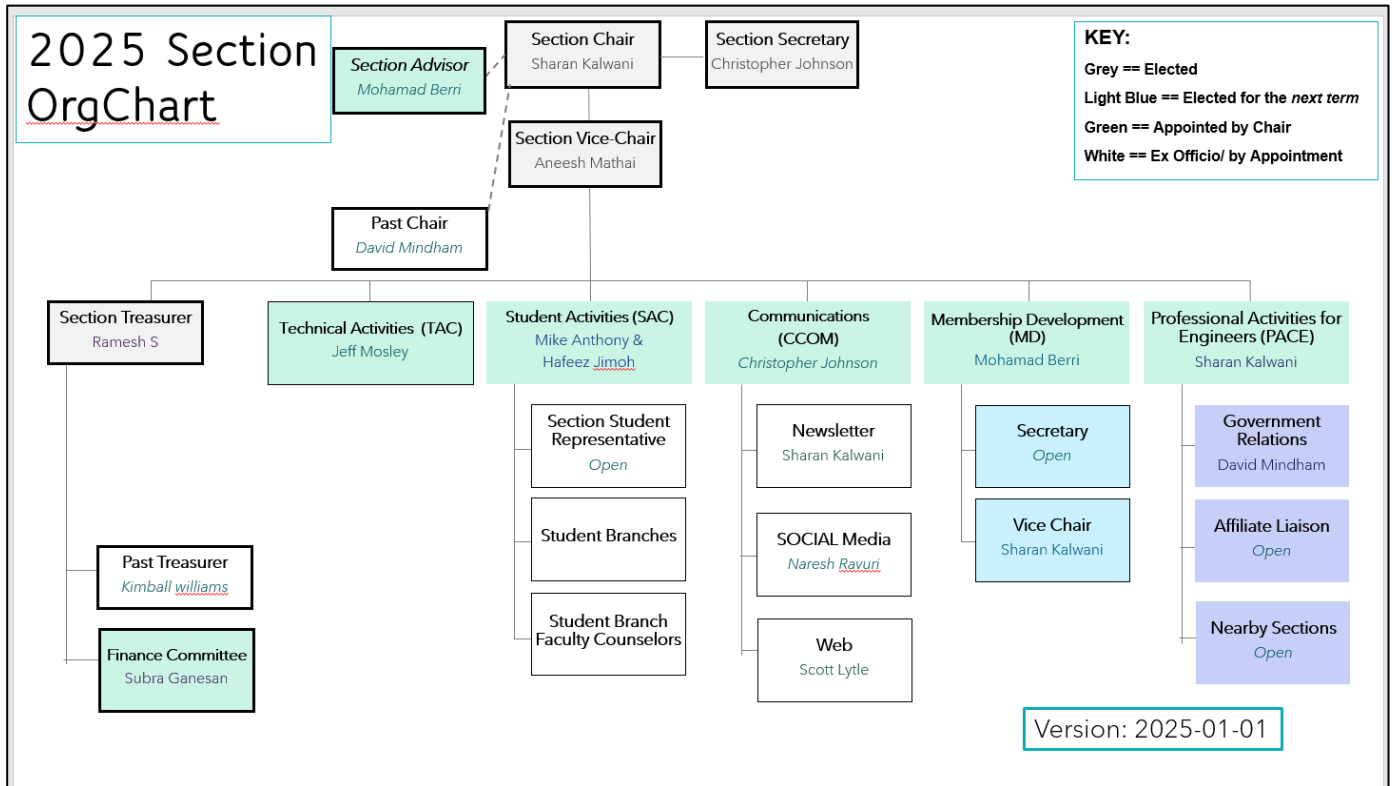 2025 Section
OrgChart
Section Advisor
Mohamad Berri
Section Chair
Sharan Kalwani
Section Secretary
Christopher Johnson
KEY:
Grey == Elected
Light Blue == Elected for the next term
Green == Appointed by Chair
White == Ex Officio/ by Appointment
Section Vice-Chair
Aneesh Mathai
Past Chair
David Mindham
Section Treasurer
Ramesh S
Technical Activities (TAC)
Jeff Mosley
Student Activities (SAC)
Mike Anthony &
Hafeez Jimoh
Communications
(CCOM)
Christopher Johnson
Membership Development
(MD)
Mohamad Berri
Professional Activities for
Engineers (PACE)
Sharan Kalwani
Past Treasurer
Kimball williams
Finance Committee
Subra Ganesan
Section Student
Representative
Open
Student Branches
Student Branch
Faculty Counselors
Newsletter
Sharan Kalwani
SOCIAL Media
Naresh Ravuri
Web
Scott Lytle
Secretary
Open
Vice Chair
Sharan Kalwani
Government
Relations
David Mindham
Affiliate Liaison
Open
Nearby Sections
Open
Version: 2025-01-01